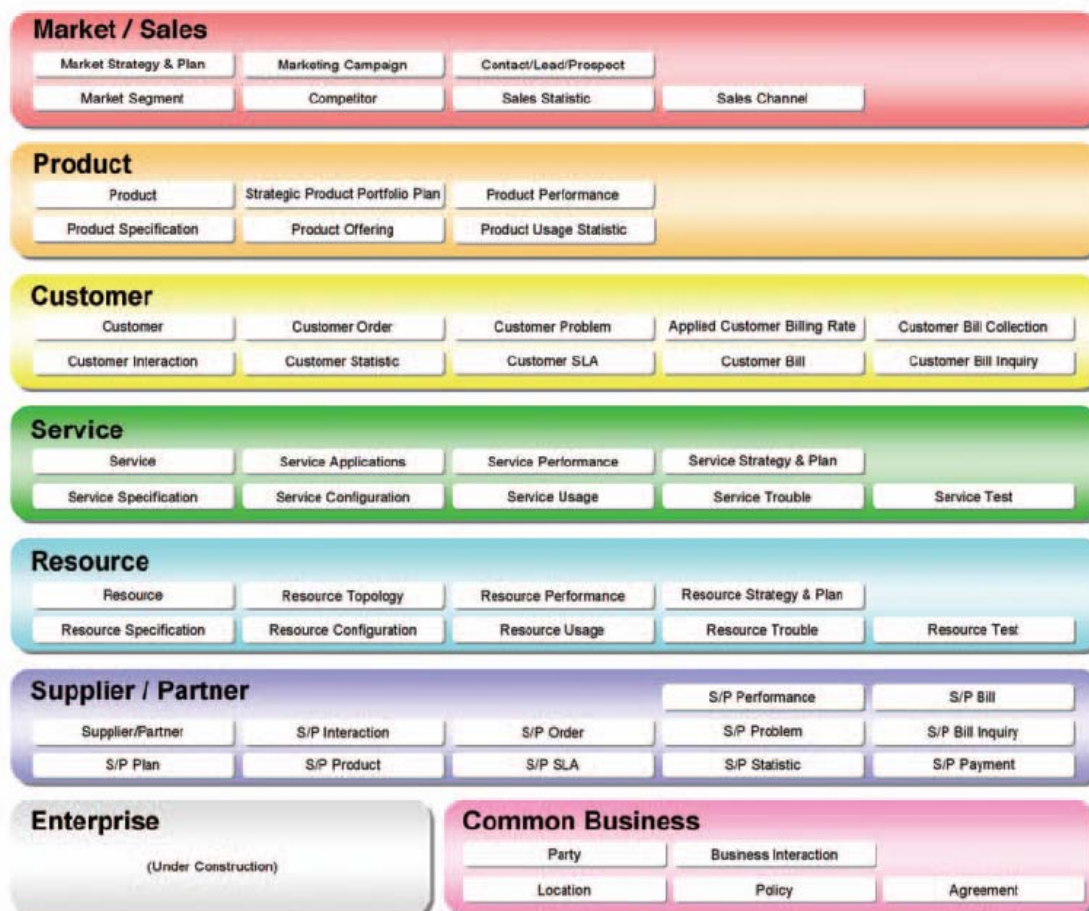 Market / Sales
Market Strategy & Plan Marketing Campaign Contact/Lead/Prospect
Market Segment Competitor Sales Statistic Sales Channel
Product
Product Strategic Product Portfolio Plan Product Performance
Product Specification Product Offering Product Usage Statistic
Customer
Customer Customer Order Customer Problem Applied Customer Billing Rate Customer Bill Collection
Customer Interaction Customer Statistic Customer SLA Customer Bill Customer Bill Inquiry
Service
Service Service Applications Service Performance Service Strategy & Plan
Service Specification Service Configuration Service Usage Service Trouble Service Test
Resource
Resource Resource Topology Resource Performance Resource Strategy & Plan
Resource Specification Resource Configuration Resource Usage Resource Trouble Resource Test
Supplier / Partner
S/P Performance S/P Bill
Supplier/Partner S/P Interaction S/P Order S/P Problem S/P Bill Inquiry
S/P Plan S/P Product S/P SLA S/P Statistic S/P Payment
Enterprise
(Under Construction)
Common Business
Party Business Interaction
Location Policy Agreement